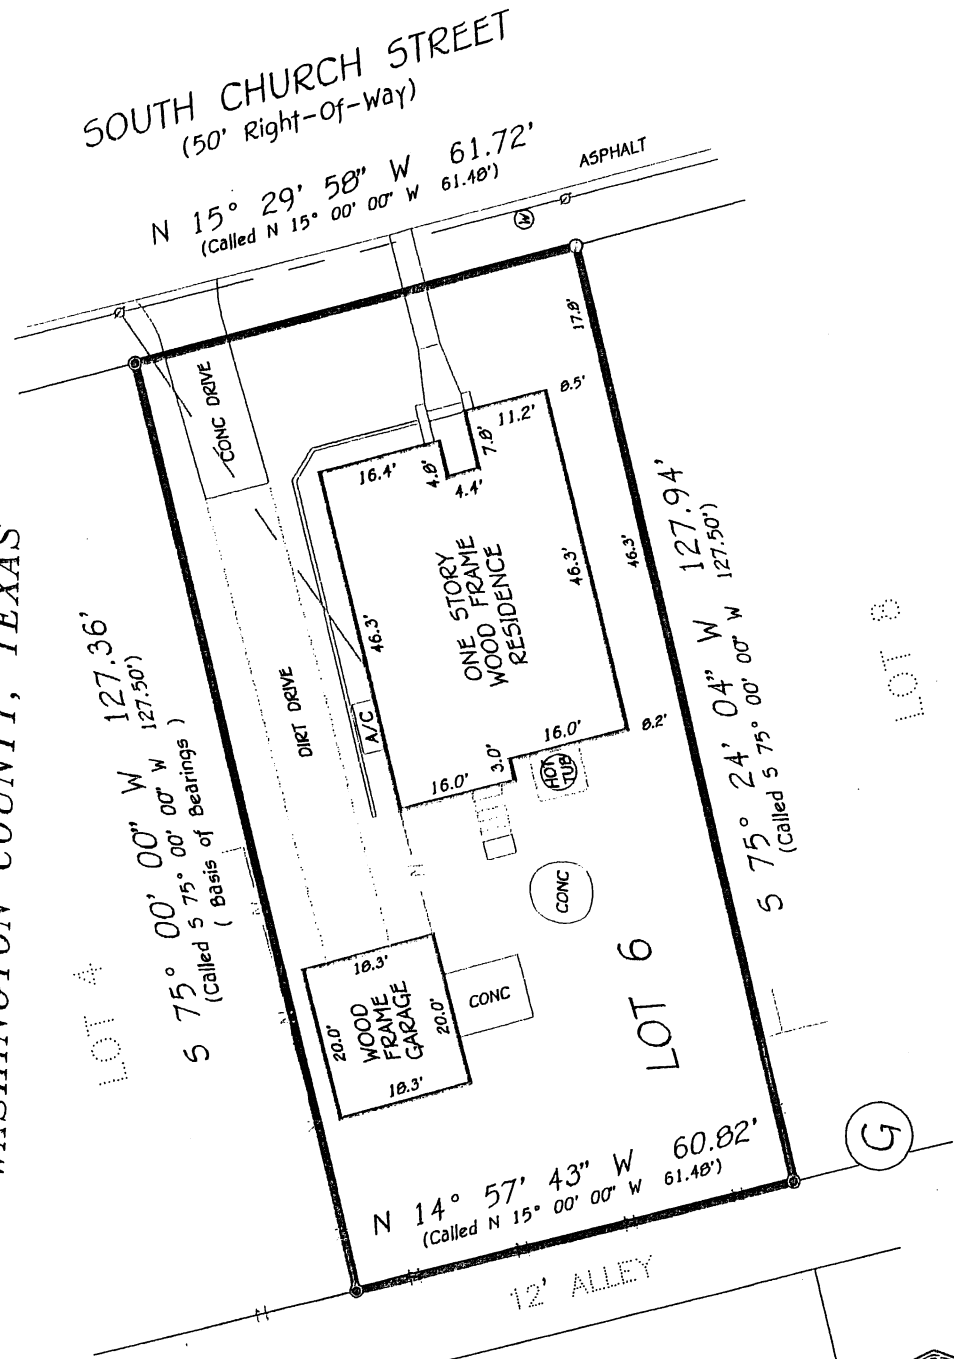 SOUTH CHURCH STREET
(50' Right-Of-Way)
N 15° 29' 58" W 61.72'
(Called N 15° 00' 00" W 61.48')
ASPHALT
W
17.8'
CONC DRIVE
8.5'
11.2'
7.8'
16.4'
4.8'
4.4'
ONE STORY
WOOD FRAME
RESIDENCE
46.3'
46.3'
46.3'
S 75° 24' 04" W 127.94'
(Called S 75° 00' 00" W 127.50')
LOT 8
S 75° 00' 00" W 127.36'
(Called S 75° 00' 00" W 127.50')
( Basis of Bearings )
LOT 4
WASHINGTON COUNTY, TEXAS
DIRT DRIVE
A/C
16.0'
3.0'
16.0'
8.2'
HOT
TUB
CONC
18.3'
20.0'
WOOD
FRAME
GARAGE
20.0'
18.3'
CONC
LOT 6
G
N 14° 57' 43" W 60.82'
(Called N 15° 00' 00" W 61.48')
12' ALLEY